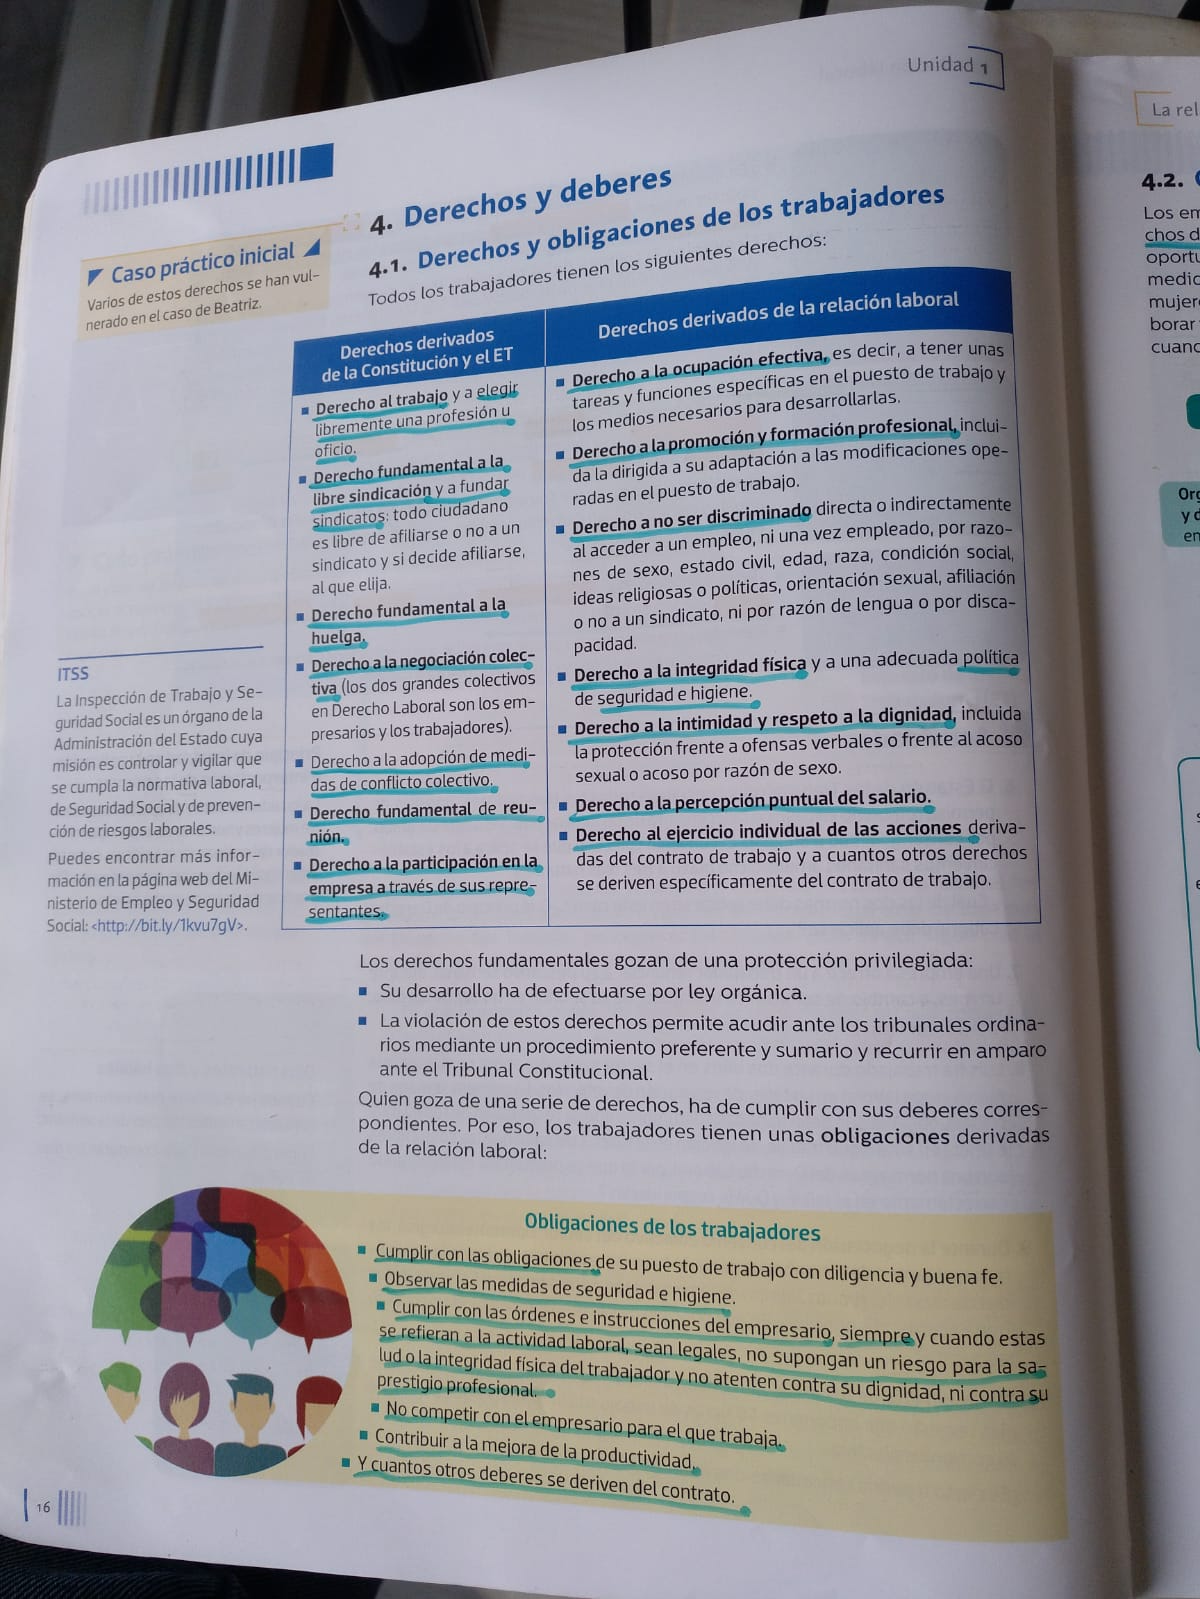 Unidad 1
4. Derechos y deberes
4.1. Derechos y obligaciones de los trabajadores
Todos los trabajadores tienen los siguientes derechos:
Caso práctico inicial
Varios de estos derechos se han vul-
nerado en el caso de Beatriz.
Derechos derivados
de la Constitución y el ET
Derecho al trabajo y a elegir
libremente una profesión u
oficio.
Derecho fundamental a la
libre sindicación y a fundar
sindicatos: todo ciudadano
es libre de afiliarse o no a un
sindicato y si decide afiliarse,
al que elija.
Derecho fundamental a la
huelga.
Derecho a la negociación colec-
tiva (los dos grandes colectivos
en Derecho Laboral son los em-
presarios y los trabajadores).
Derecho a la adopción de medi-
das de conflicto colectivo.
Derecho fundamental de reu-
nión.
Derecho a la participación en la
empresa a través de sus repre-
sentantes.
Derechos derivados de la relación laboral
Derecho a la ocupación efectiva, es decir, a tener unas
tareas y funciones específicas en el puesto de trabajo y
los medios necesarios para desarrollarlas.
Derecho a la promoción y formación profesional, inclui-
da la dirigida a su adaptación a las modificaciones ope-
radas en el puesto de trabajo.
Derecho a no ser discriminado directa o indirectamente
al acceder a un empleo, ni una vez empleado, por razo-
nes de sexo, estado civil, edad, raza, condición social,
ideas religiosas o políticas, orientación sexual, afiliación
o no a un sindicato, ni por razón de lengua o por disca-
pacidad.
Derecho a la integridad física y a una adecuada política
de seguridad e higiene.
Derecho a la intimidad y respeto a la dignidad, incluida
la protección frente a ofensas verbales o frente al acoso
sexual o acoso por razón de sexo.
Derecho a la percepción puntual del salario.
Derecho al ejercicio individual de las acciones deriva-
das del contrato de trabajo y a cuantos otros derechos
se deriven específicamente del contrato de trabajo.
ITSS
La Inspección de Trabajo y Se-
guridad Social es un órgano de la
Administración del Estado cuya
misión es controlar y vigilar que
se cumpla la normativa laboral,
de Seguridad Social y de preven-
ción de riesgos laborales.
Puedes encontrar más infor-
mación en la página web del Mi-
nisterio de Empleo y Seguridad
Social: <http://bit.ly/1kvu7gV>.
Los derechos fundamentales gozan de una protección privilegiada:
Su desarrollo ha de efectuarse por ley orgánica.
La violación de estos derechos permite acudir ante los tribunales ordina-
rios mediante un procedimiento preferente y sumario y recurrir en amparo
ante el Tribunal Constitucional.
Quien goza de una serie de derechos, ha de cumplir con sus deberes corres-
pondientes. Por eso, los trabajadores tienen unas obligaciones derivadas
de la relación laboral:
Obligaciones de los trabajadores
Cumplir con las obligaciones de su puesto de trabajo con diligencia y buena fe.
Observar las medidas de seguridad e higiene.
Cumplir con las órdenes e instrucciones del empresario, siempre y cuando estas
se refieran a la actividad laboral, sean legales, no supongan un riesgo para la sa-
lud o la integridad física del trabajador y no atenten contra su dignidad, ni contra su
prestigio profesional.
No competir con el empresario para el que trabaja.
Contribuir a la mejora de la productividad.
Y cuantos otros deberes se deriven del contrato.
16
La rel
4.2.
Los em
chos d
oportu
medic
mujer
borar
cuand
Org
y d
en